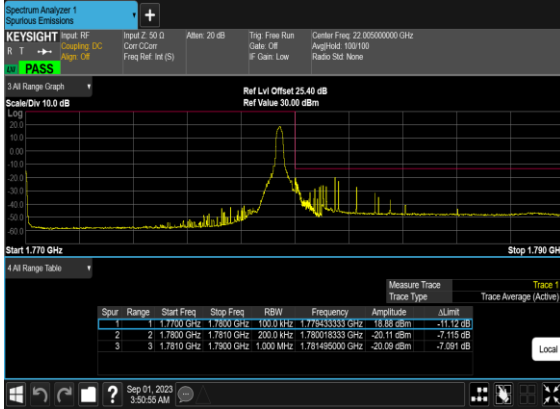 Spectrum Analyzer 1
Spurious Emissions
KEYSIGHT
Input: RF
Coupling: DC
Align: Off
Input Z: 50 Ω
Corr CCorr
Freq Ref: Int (S)
Atten: 20 dB
Trig: Free Run
Gate: Off
IF Gain: Low
Center Freq: 22.005000000 GHz
Avg|Hold: 100/100
Radio Std: None
R T
PASS
3 All Range Graph
Ref Lvl Offset 25.40 dB
Scale/Div 10.0 dB
Ref Value 30.00 dBm
Log
20.0
10.0
0.00
-10.0
-20.0
-30.0
-40.0
-50.0
-60.0
Start 1.770 GHz
Stop 1.790 GH
4 All Range Table
Measure Trace Trace 1
Trace Type Trace Average (Active)
Spur Range Start Freq Stop Freq RBW Frequency Amplitude ΔLimit
1 1 1.7700 GHz 1.7800 GHz 100.0 kHz 1.779433333 GHz 18.88 dBm -11.12 dB
2 2 1.7800 GHz 1.7810 GHz 200.0 kHz 1.780018333 GHz -20.11 dBm -7.115 dB
3 3 1.7810 GHz 1.7900 GHz 1.000 MHz 1.781495000 GHz -20.09 dBm -7.091 dB
Local
?
Sep 01, 2023
3:50:55 AM